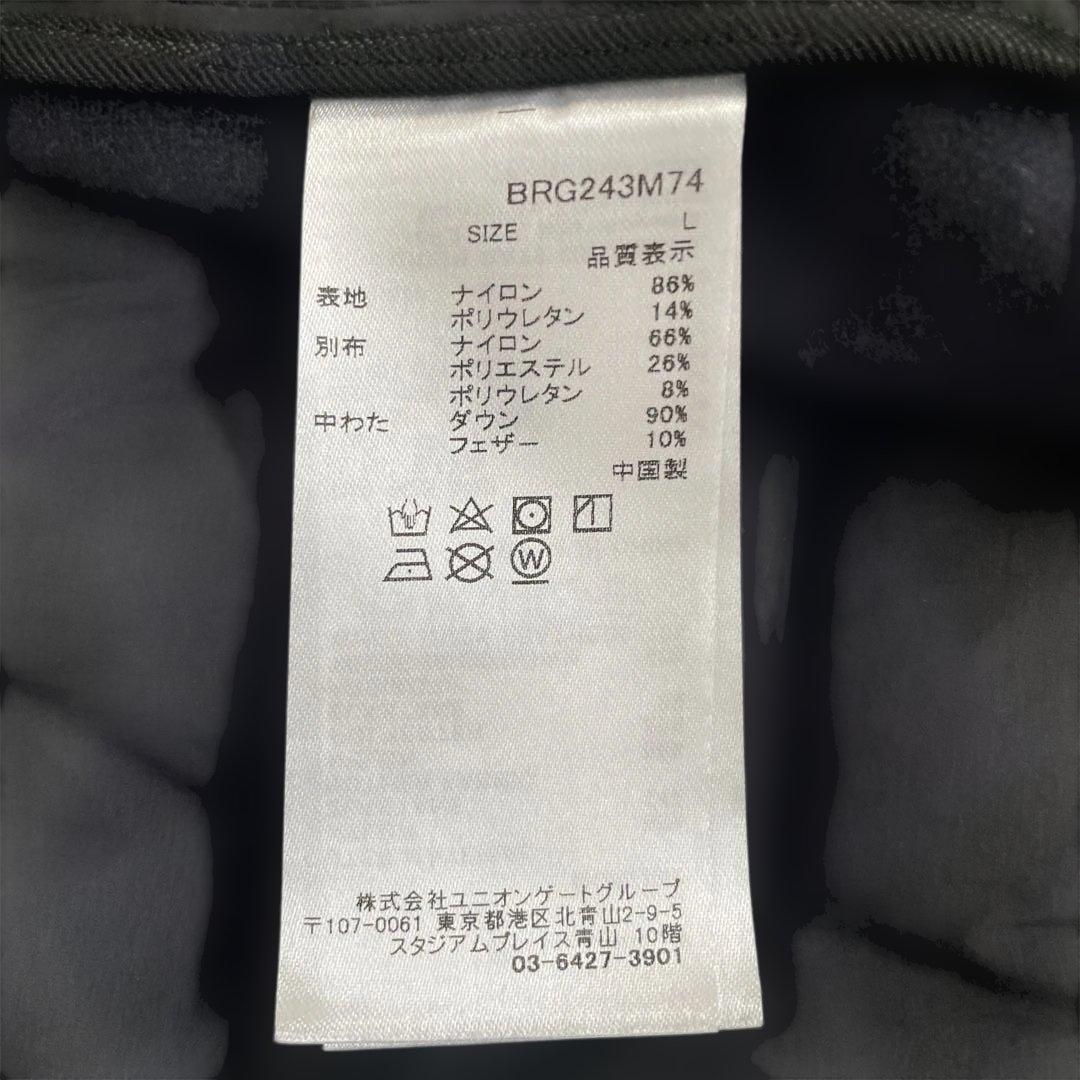 BRG243M74
SIZE L
品質表示
表地 ナイロン 86%
ポリウレタン 14%
別布 ナイロン 66%
ポリエステル 26%
ポリウレタン 8%
中わた ダウン 90%
フェザー 10%
中国製
W
株式会社ユニオンゲートグループ
〒107-0061 東京都港区北青山2-9-5
スタジアムプレイス青山 10階
03-6427-3901